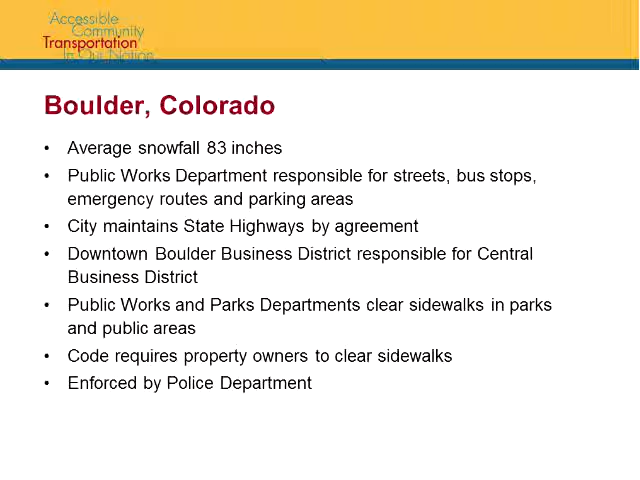 Accessible
Community
Transportation
In Our Nation
Boulder, Colorado
• Average snowfall 83 inches
• Public Works Department responsible for streets, bus stops,
emergency routes and parking areas
• City maintains State Highways by agreement
• Downtown Boulder Business District responsible for Central
Business District
• Public Works and Parks Departments clear sidewalks in parks
and public areas
• Code requires property owners to clear sidewalks
• Enforced by Police Department